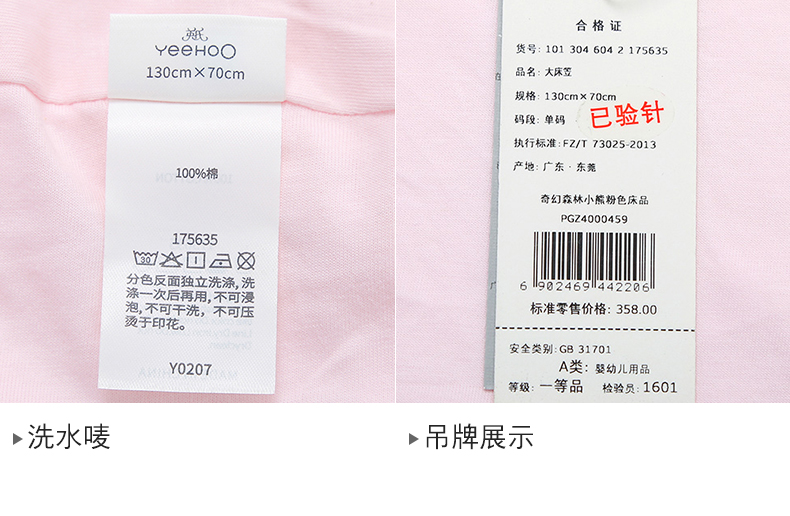 英氏
YeeHOO
130cm×70cm
100%棉
175635
30
分色反面独立洗涤,洗
涤一次后再用,不可浸
泡,不可干洗，不可压
烫于印花。
Y0207
合格证
货号: 101 304 604 2 175635
品名: 大床笠
规格: 130cm×70cm
码段: 单码
已验针
执行标准: FZ/T 73025-2013
产地: 广东·东莞
奇幻森林小熊粉色床品
PGZ4000459
6 902469 442206
标准零售价格: 358.00
安全类别: GB 31701
A类: 婴幼儿用品
等级: 一等品 检验员: 1601
洗水唛
吊牌展示